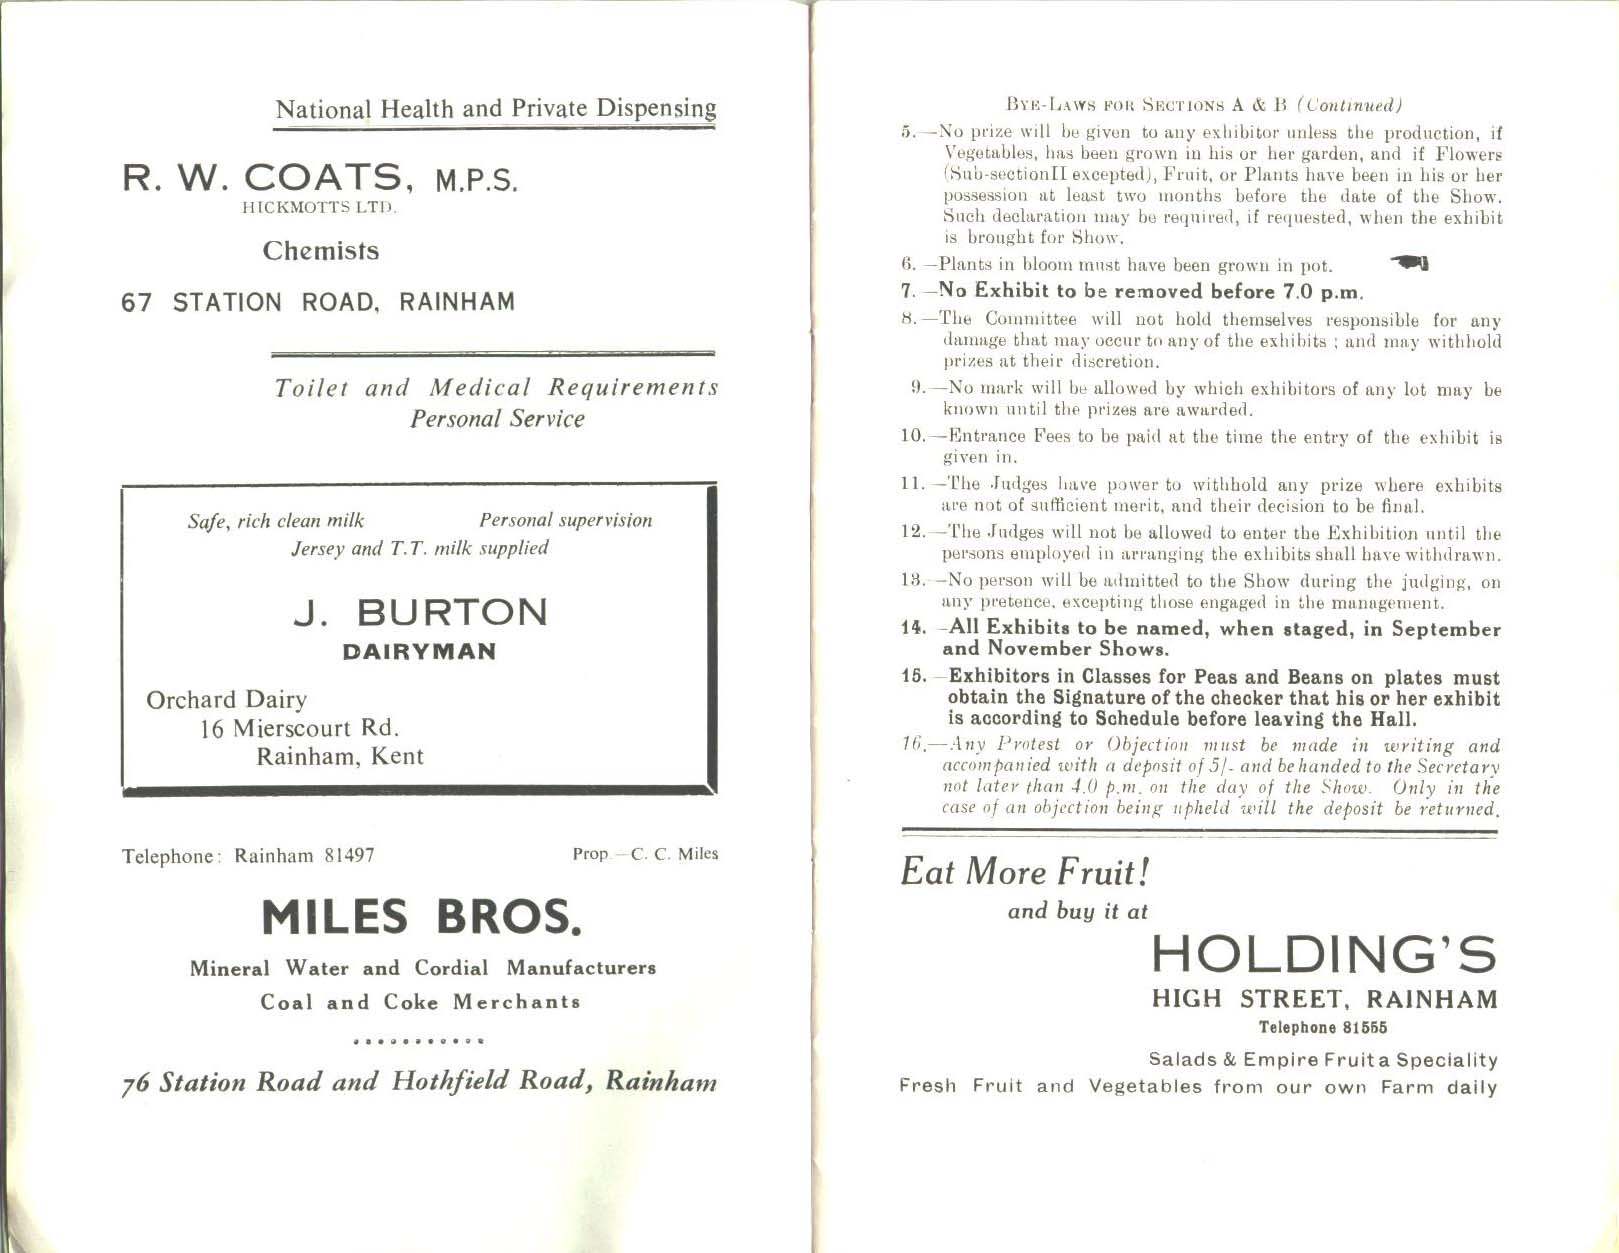 National Health and Private Dispensing
R. W. COATS, M.P.S.
HICKMOTTS LTD.
Chemists
67 STATION ROAD, RAINHAM
Toilet and Medical Requirements
Personal Service
Safe, rich clean milk Personal supervision
Jersey and T.T. milk supplied
J. BURTON
DAIRYMAN
Orchard Dairy
16 Mierscourt Rd.
Rainham, Kent
Telephone: Rainham 81497 Prop.—C. C. Miles
MILES BROS.
Mineral Water and Cordial Manufacturers
Coal and Coke Merchants
76 Station Road and Hothfield Road, Rainham
BYE-LAWS FOR SECTIONS A & B (Continued)
5.—No prize will be given to any exhibitor unless the production, if
Vegetables, has been grown in his or her garden, and if Flowers
(Sub-sectionII excepted), Fruit, or Plants have been in his or her
possession at least two months before the date of the Show.
Such declaration may be required, if requested, when the exhibit
is brought for Show.
6.—Plants in bloom must have been grown in pot.
7.—No Exhibit to be removed before 7.0 p.m.
8.—The Committee will not hold themselves responsible for any
damage that may occur to any of the exhibits ; and may withhold
prizes at their discretion.
9.—No mark will be allowed by which exhibitors of any lot may be
known until the prizes are awarded.
10.—Entrance Fees to be paid at the time the entry of the exhibit is
given in.
11.—The Judges have power to withhold any prize where exhibits
are not of sufficient merit, and their decision to be final.
12.—The Judges will not be allowed to enter the Exhibition until the
persons employed in arranging the exhibits shall have withdrawn.
13.—No person will be admitted to the Show during the judging, on
any pretence, excepting those engaged in the management.
14.—All Exhibits to be named, when staged, in September
and November Shows.
15.—Exhibitors in Classes for Peas and Beans on plates must
obtain the Signature of the checker that his or her exhibit
is according to Schedule before leaving the Hall.
16.—Any Protest or Objection must be made in writing and
accompanied with a deposit of 5/- and be handed to the Secretary
not later than 4.0 p.m. on the day of the Show. Only in the
case of an objection being upheld will the deposit be returned.
Eat More Fruit!
and buy it at
HOLDING'S
HIGH STREET, RAINHAM
Telephone 81555
Salads & Empire Fruit a Speciality
Fresh Fruit and Vegetables from our own Farm daily